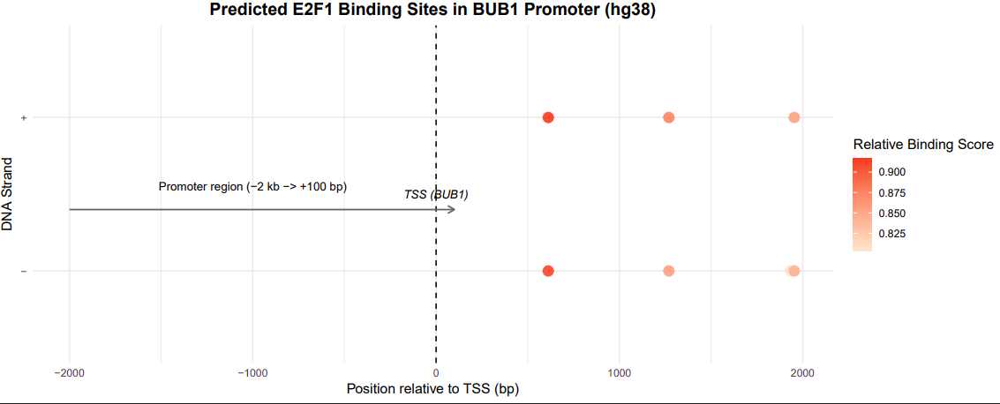 Predicted E2F1 Binding Sites in BUB1 Promoter (hg38)
+
Relative Binding Score
0.900
0.875
0.850
0.825
Promoter region (−2 kb −> +100 bp)
TSS (BUB1)
DNA Strand
−
−2000
−1000
0
1000
2000
Position relative to TSS (bp)